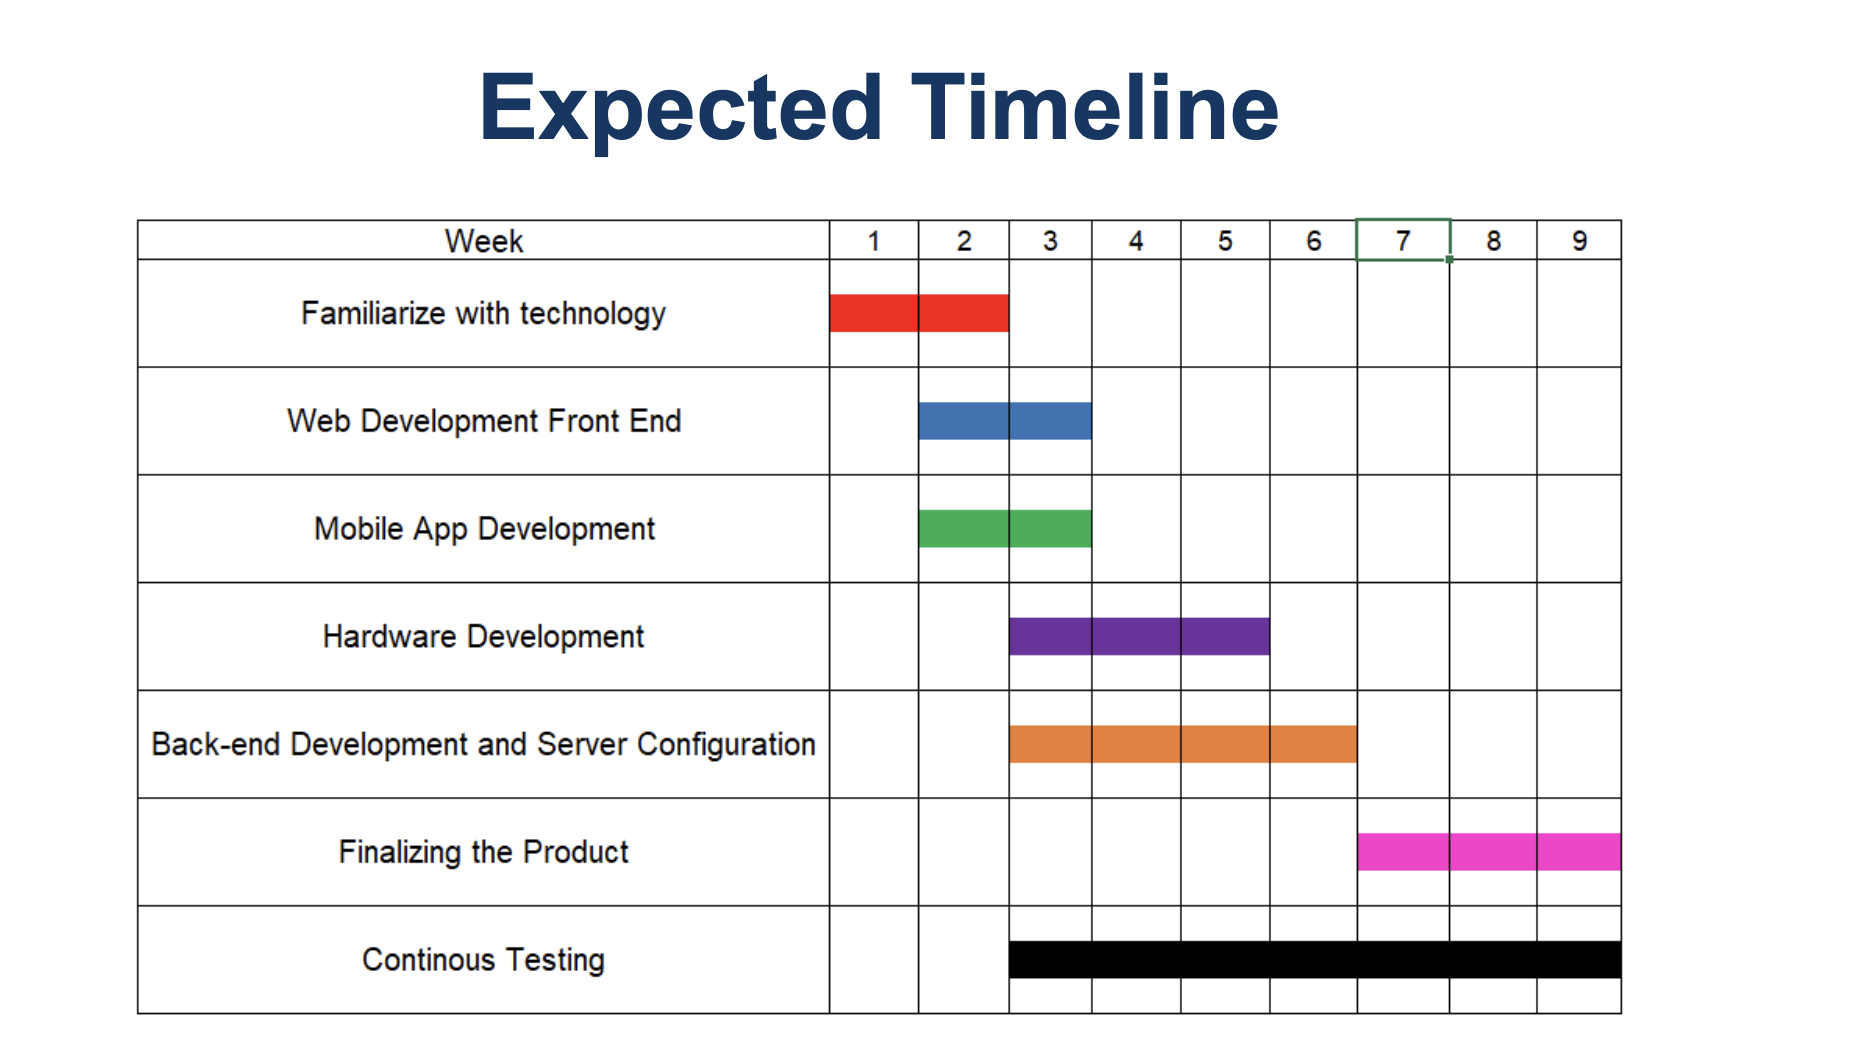 Expected Timeline
Week 1 2 3 4 5 6 7 8 9
Familiarize with technology
Web Development Front End
Mobile App Development
Hardware Development
Back-end Development and Server Configuration
Finalizing the Product
Continous Testing